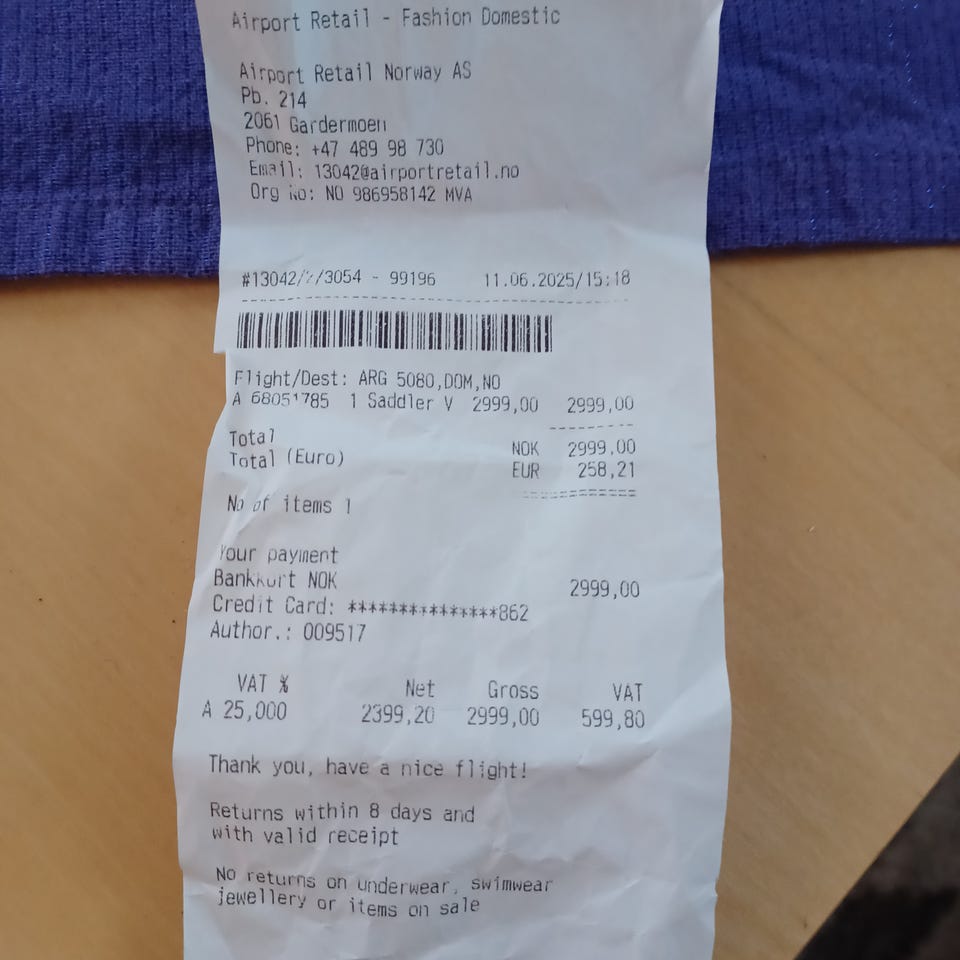 Airport Retail - Fashion Domestic
Airport Retail Norway AS
Pb. 214
2061 Gardermoen
Phone: +47 489 98 730
Email: 13042@airportretail.no
Org No: NO 986958142 MVA
#13042/2/3054 - 99196 11.06.2025/15:18
Flight/Dest: ARG 5080,DOM,NO
A 68051785 1 Saddler V 2999,00 2999,00
Total NOK 2999,00
Total (Euro) EUR 258,21
No of items 1
Your payment
Bankkort NOK 2999,00
Credit Card: ***************862
Author.: 009517
VAT % Net Gross VAT
A 25,000 2399,20 2999,00 599,80
Thank you, have a nice flight!
Returns within 8 days and
with valid receipt
No returns on underwear, swimwear
jewellery or items on sale